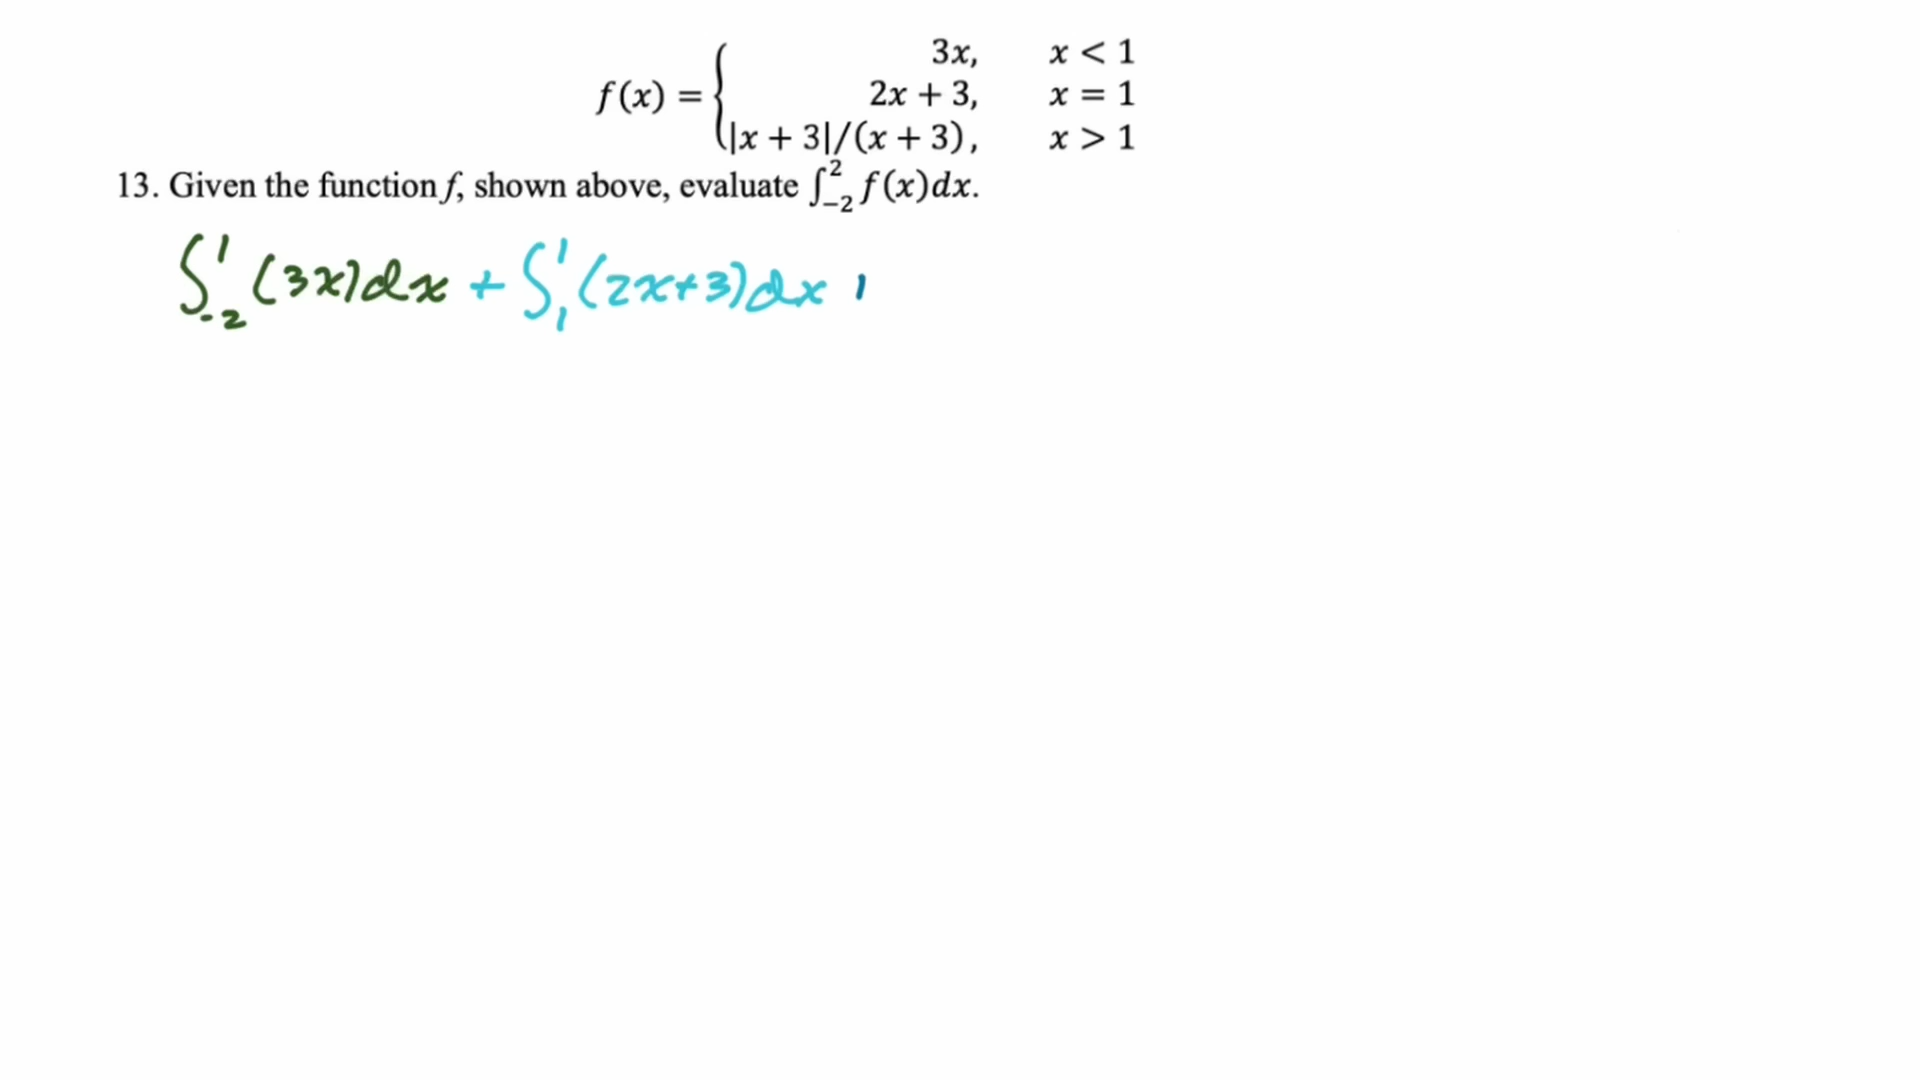 f(x) = { 3x, x < 1
2x + 3, x = 1
|x + 3|/(x + 3), x > 1
13. Given the function f, shown above, evaluate ∫_{-2}^{2} f(x)dx.
∫_{-2}^{1} (3x)dx + ∫_{1}^{1} (2x+3)dx